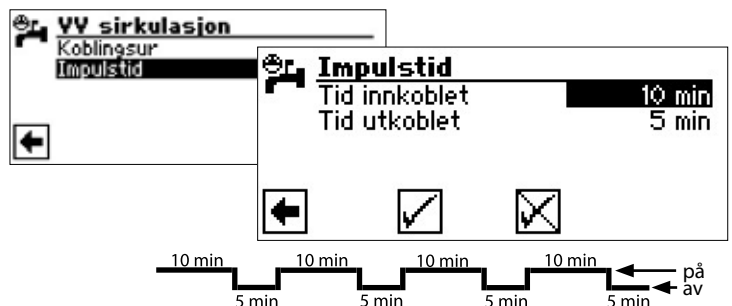 VV sirkulasjon
Koblingsur
Impulstid
Impulstid
Tid innkoblet 10 min
Tid utkoblet 5 min
10 min 10 min 10 min 10 min
på
av
5 min 5 min 5 min 5 min